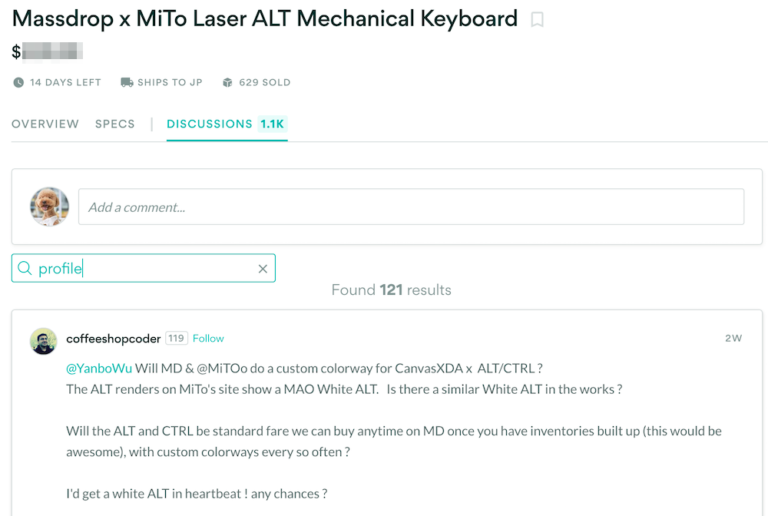 Massdrop x MiTo Laser ALT Mechanical Keyboard
$
14 DAYS LEFT SHIPS TO JP 629 SOLD
OVERVIEW SPECS DISCUSSIONS 1.1K
Add a comment...
profile
Found 121 results
coffeeshopcoder 119 Follow 2W
@YanboWu Will MD & @MiTOo do a custom colorway for CanvasXDA x ALT/CTRL ?
The ALT renders on MiTo's site show a MAO White ALT. Is there a similar White ALT in the works ?
Will the ALT and CTRL be standard fare we can buy anytime on MD once you have inventories built up (this would be
awesome), with custom colorways every so often ?
I'd get a white ALT in heartbeat ! any chances ?